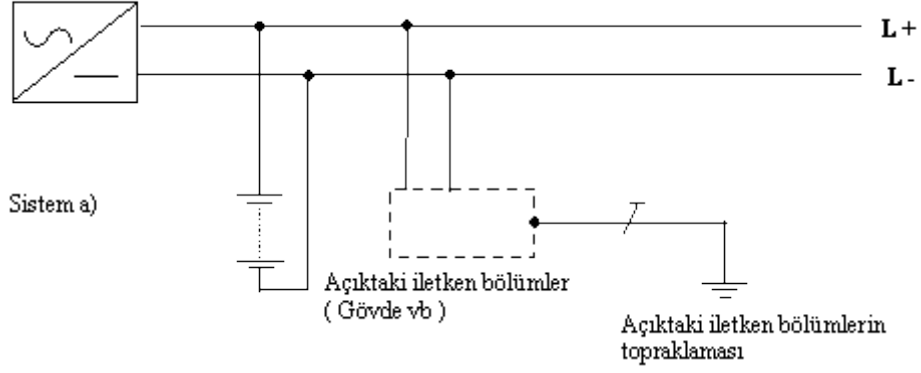 L +
L -
Sistem a)
Açıktaki iletken bölümler
( Gövde vb )
Açıktaki iletken bölümlerin
topraklaması